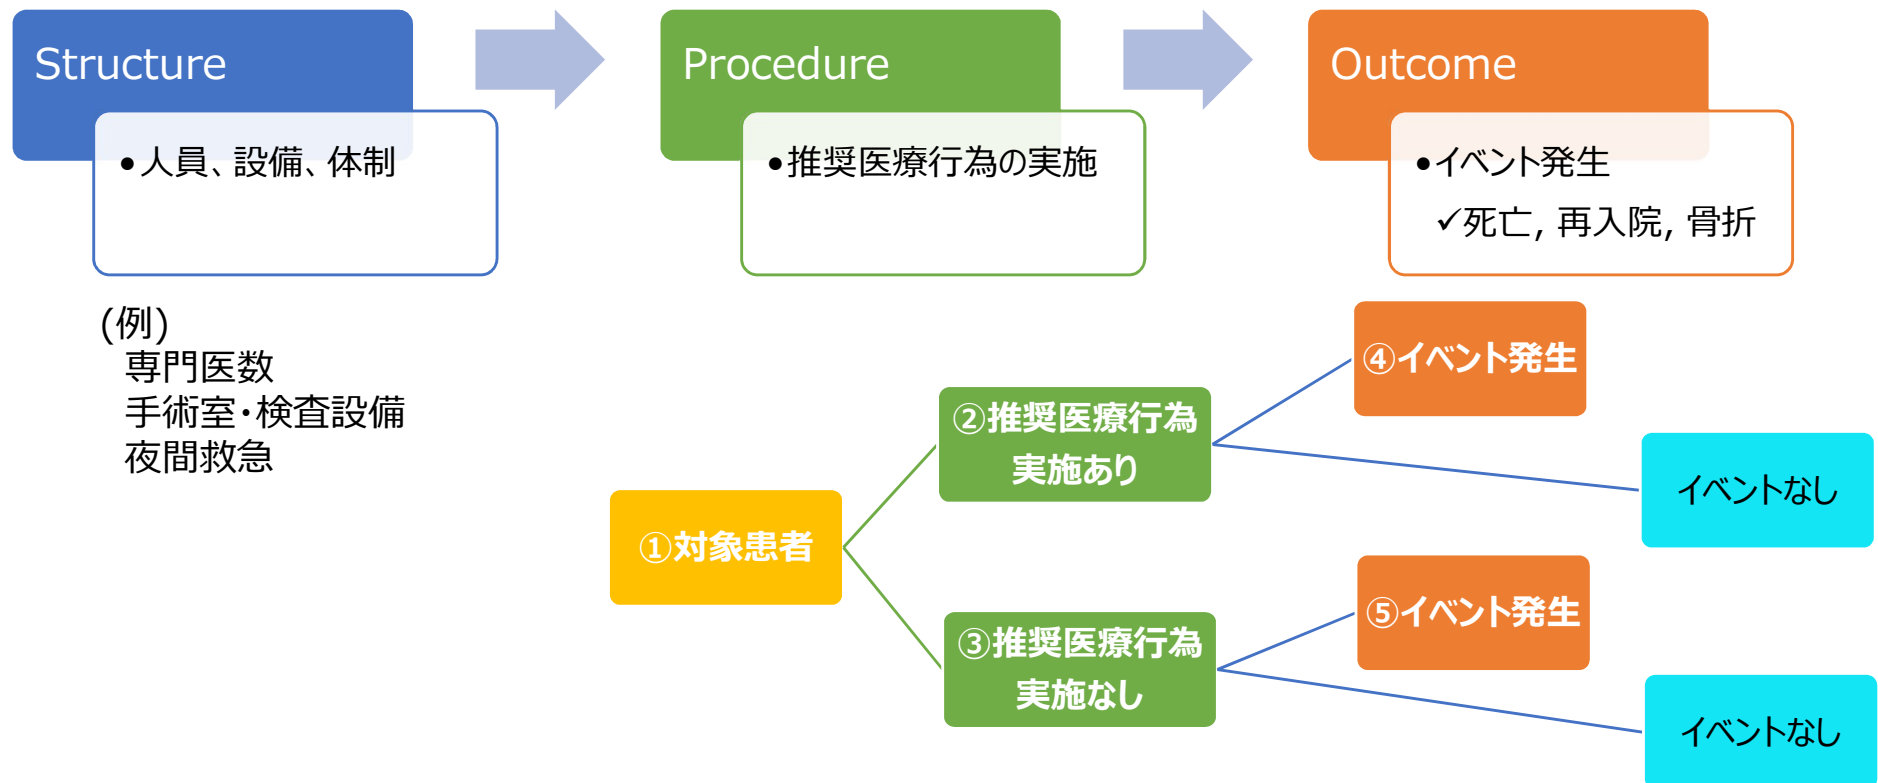 Structure
•人員、設備、体制
Procedure
•推奨医療行為の実施
Outcome
•イベント発生
✓死亡, 再入院, 骨折
(例)
専門医数
手術室・検査設備
夜間救急
①対象患者
②推奨医療行為
実施あり
③推奨医療行為
実施なし
④イベント発生
イベントなし
⑤イベント発生
イベントなし